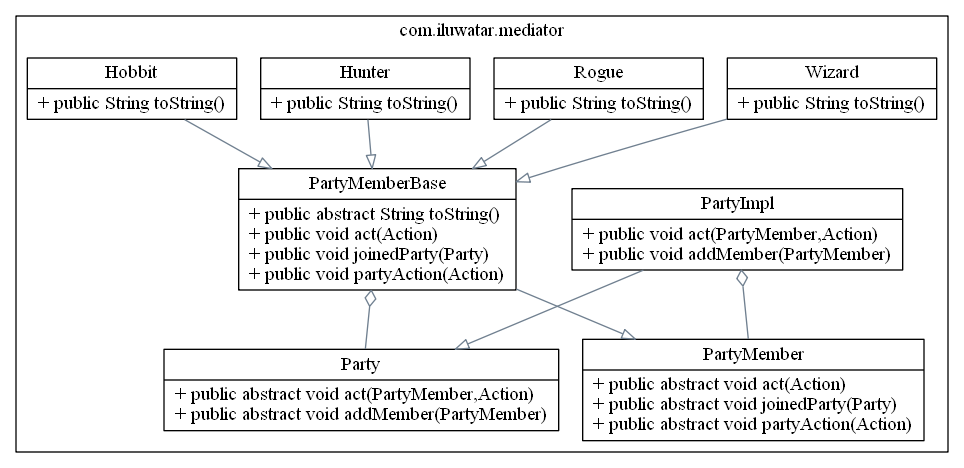 com.iluwatar.mediator
Hobbit
+ public String toString()
Hunter
+ public String toString()
Rogue
+ public String toString()
Wizard
+ public String toString()
PartyMemberBase
+ public abstract String toString()
+ public void act(Action)
+ public void joinedParty(Party)
+ public void partyAction(Action)
PartyImpl
+ public void act(PartyMember,Action)
+ public void addMember(PartyMember)
Party
+ public abstract void act(PartyMember,Action)
+ public abstract void addMember(PartyMember)
PartyMember
+ public abstract void act(Action)
+ public abstract void joinedParty(Party)
+ public abstract void partyAction(Action)